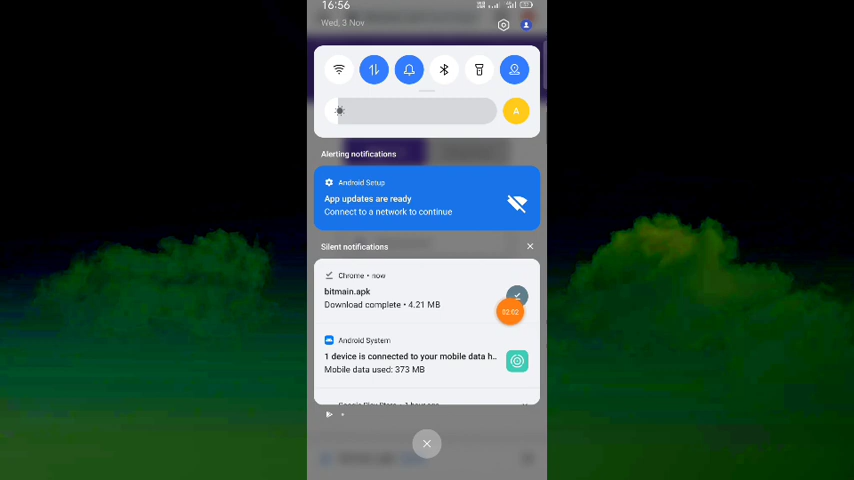 16:56
Wed, 3 Nov
A
Alerting notifications
Android Setup
App updates are ready
Connect to a network to continue
Silent notifications
Chrome • now
bitmain.apk
Download complete • 4.21 MB
02:02
Android System
1 device is connected to your mobile data h..
Mobile data used: 373 MB